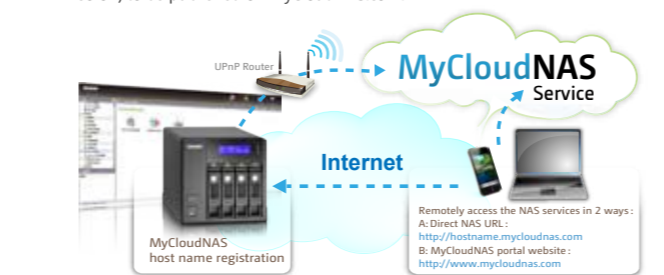 UPnP Router
MyCloudNAS
Service
Internet
MyCloudNAS
host name registration
Remotely access the NAS services in 2 ways :
A: Direct NAS URL :
http://hostname.mycloudnas.com
B: MyCloudNAS portal website :
http://www.mycloudnas.com